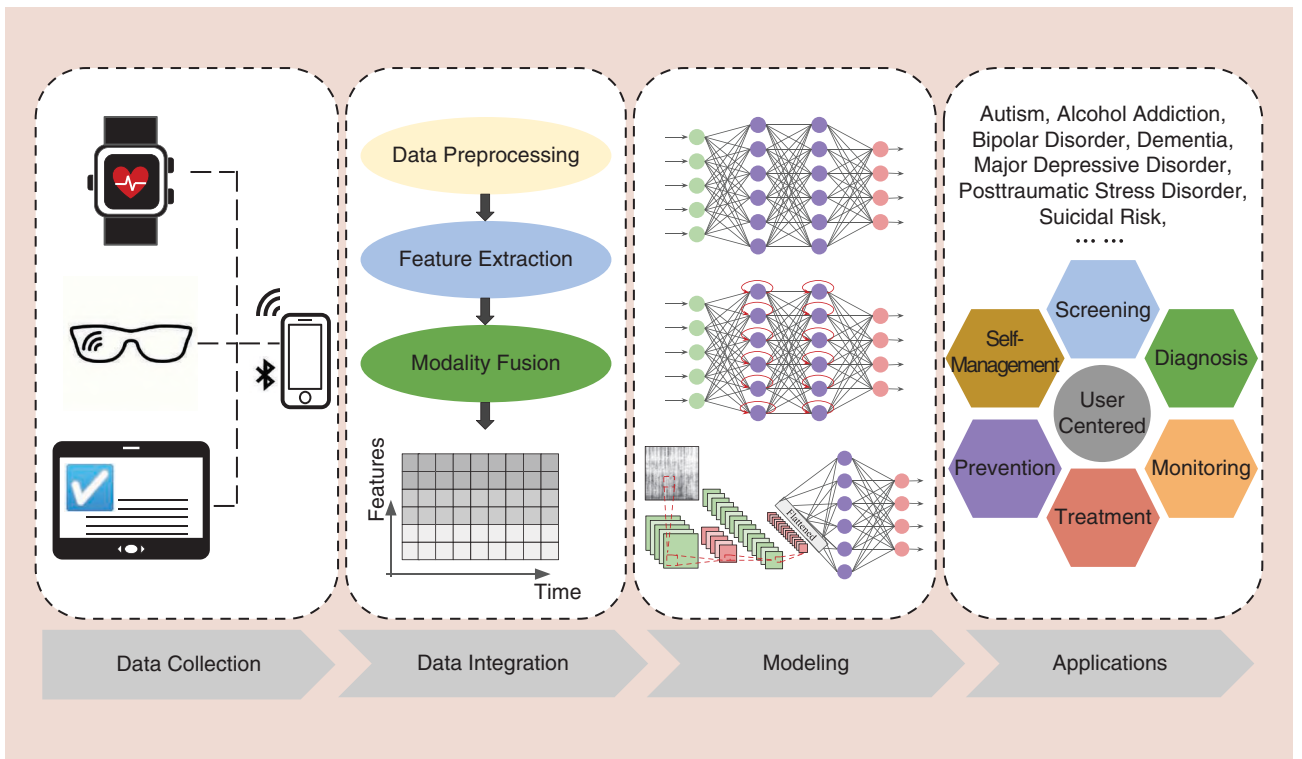 Data Preprocessing
Feature Extraction
Modality Fusion
Features
Time
Flattened
Autism, Alcohol Addiction,
Bipolar Disorder, Dementia,
Major Depressive Disorder,
Posttraumatic Stress Disorder,
Suicidal Risk,
... ...
Screening
Self-
Management
Diagnosis
User
Centered
Prevention
Monitoring
Treatment
Data Collection
Data Integration
Modeling
Applications